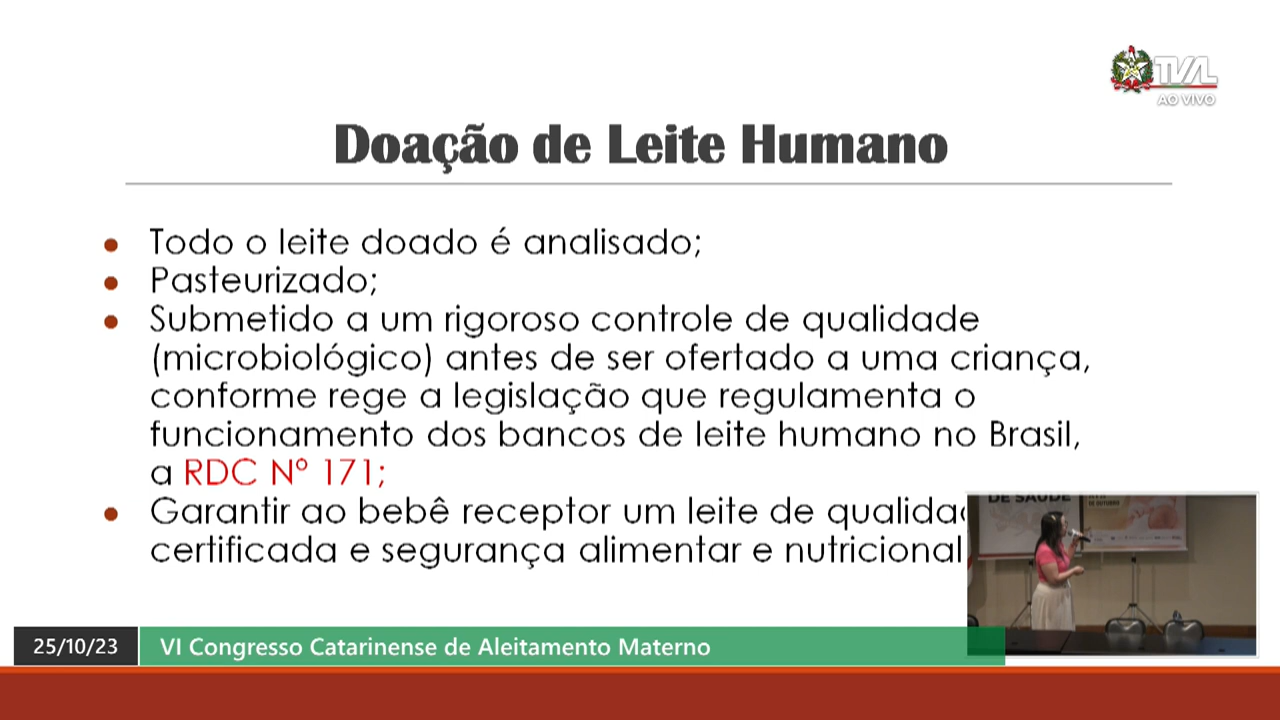 TVAL
AO VIVO
Doação de Leite Humano
Todo o leite doado é analisado;
Pasteurizado;
Submetido a um rigoroso controle de qualidade
(microbiológico) antes de ser ofertado a uma criança,
conforme rege a legislação que regulamenta o
funcionamento dos bancos de leite humano no Brasil,
a RDC Nº 171;
Garantir ao bebê receptor um leite de
certificada e segurança alimentar e nutricional
DE SAÚDE
25/10/23
VI Congresso Catarinense de Aleitamento Materno